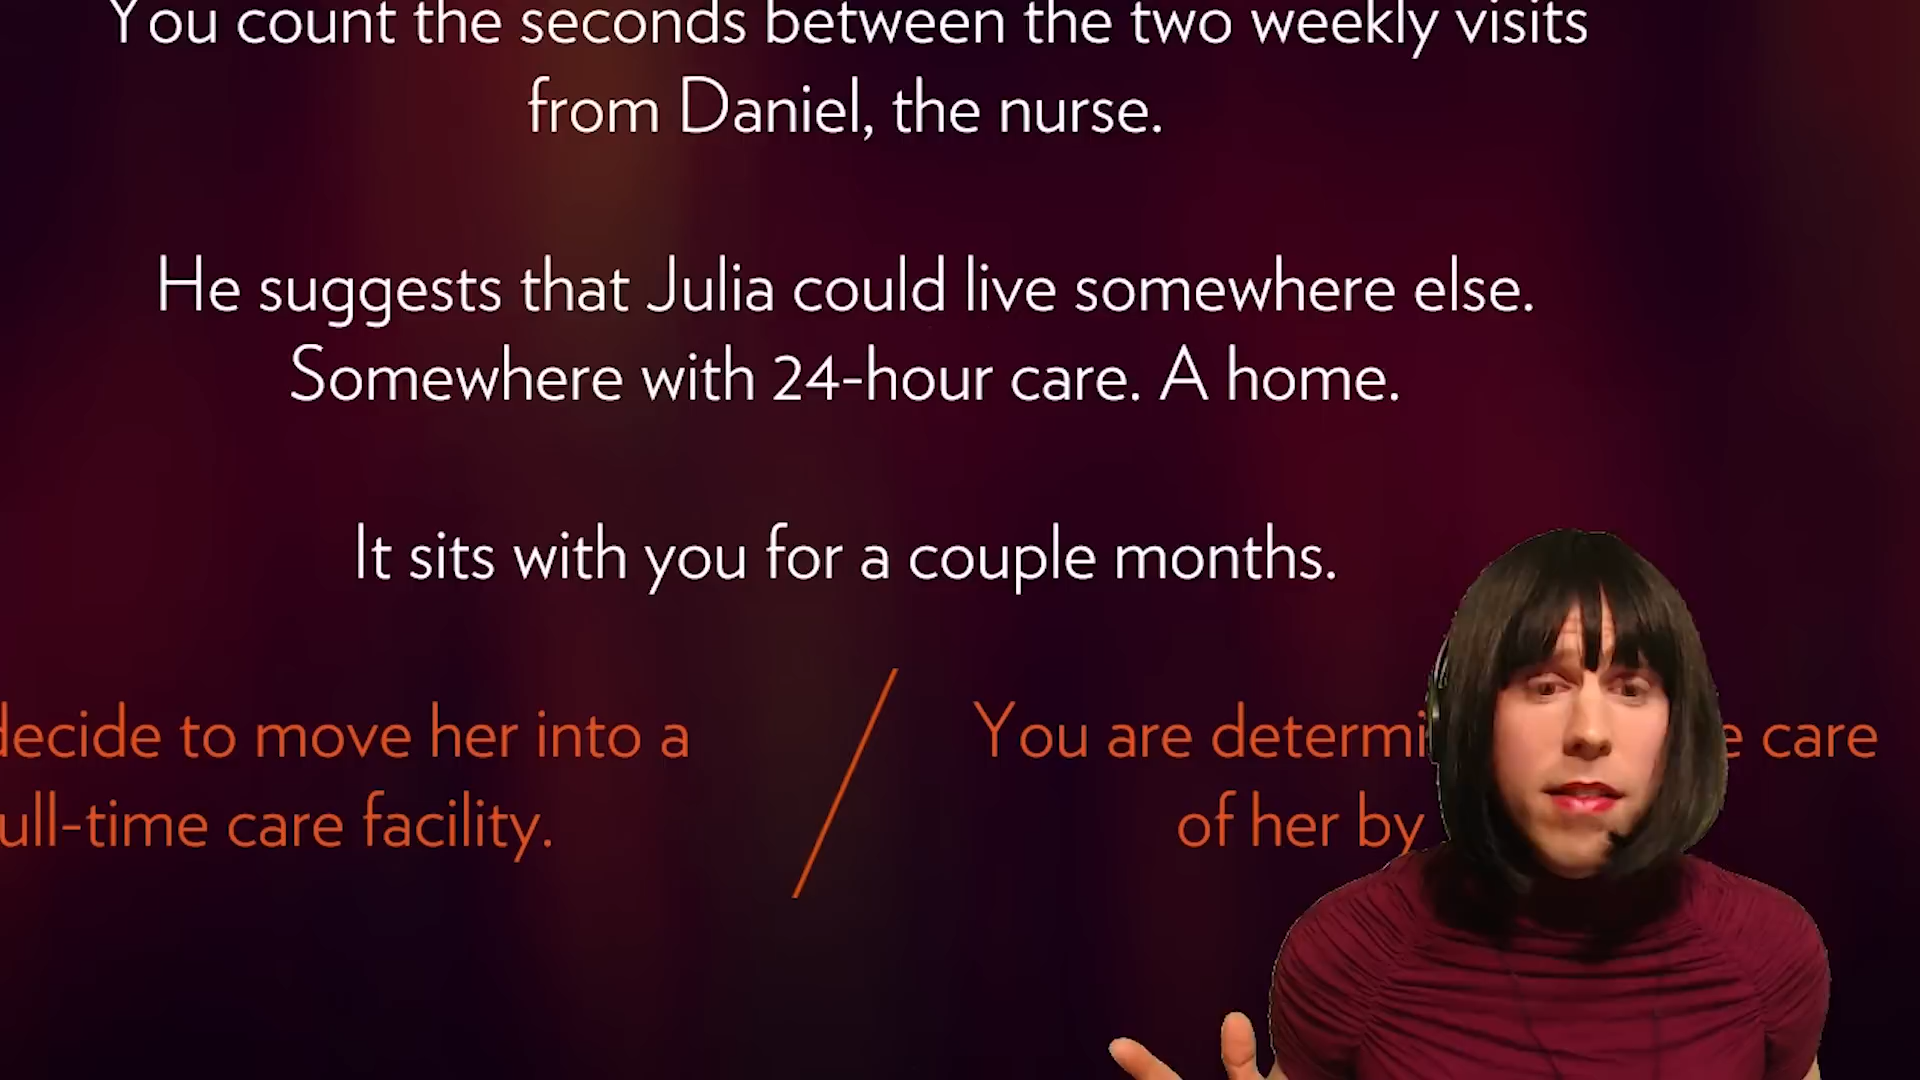 You count the seconds between the two weekly visits
from Daniel, the nurse.
He suggests that Julia could live somewhere else.
Somewhere with 24-hour care. A home.
It sits with you for a couple months.
decide to move her into a
full-time care facility.
You are care
of her by